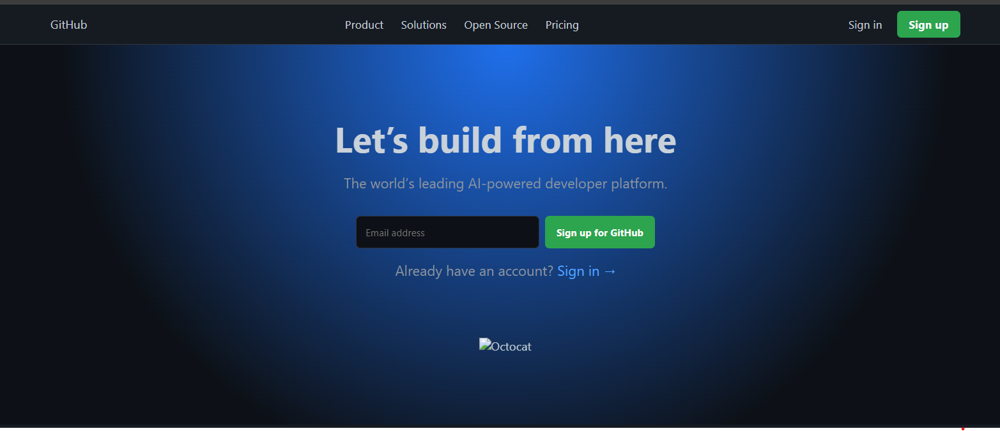 GitHub Product Solutions Open Source Pricing Sign in Sign up
Let’s build from here
The world’s leading AI-powered developer platform.
Email address Sign up for GitHub
Already have an account? Sign in →
Octocat